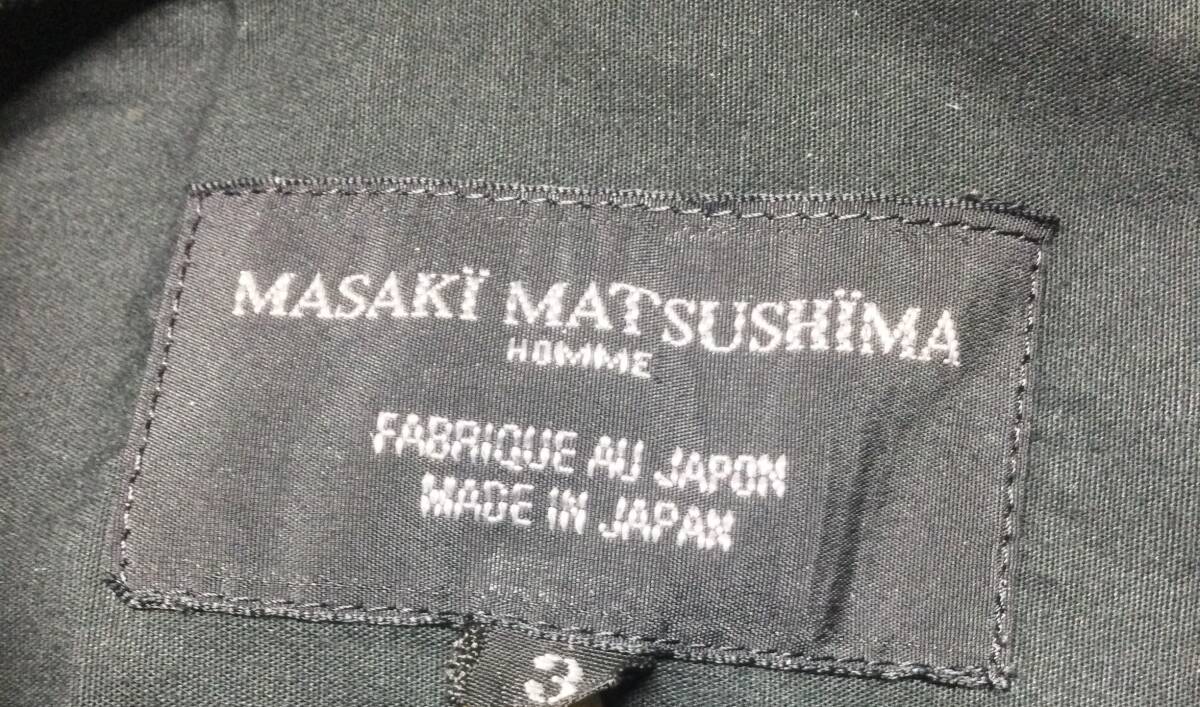 MASAKÏ MATSUSHÏMA
HOMME
FABRIQUE AU JAPON
MADE IN JAPAN
3